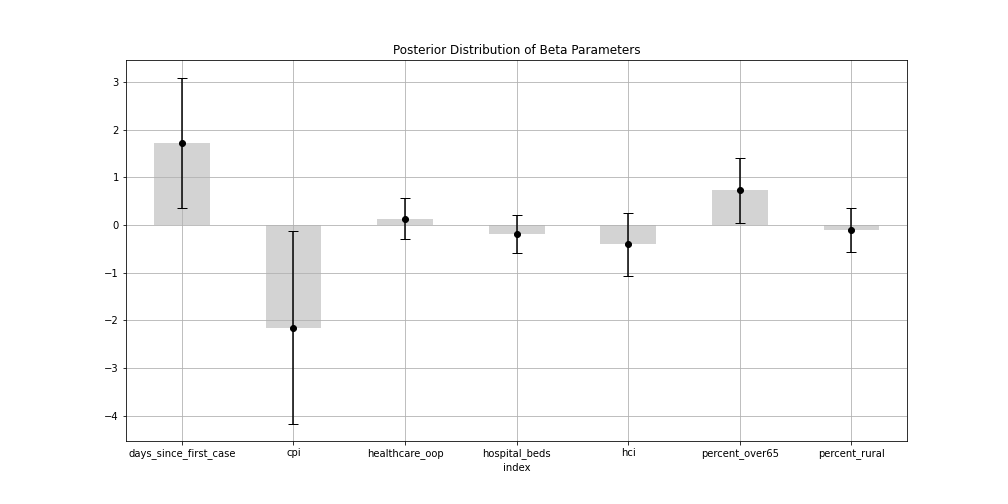 Posterior Distribution of Beta Parameters
3
2
1
0
−1
−2
−3
−4
days_since_first_case cpi healthcare_oop hospital_beds hci percent_over65 percent_rural
index